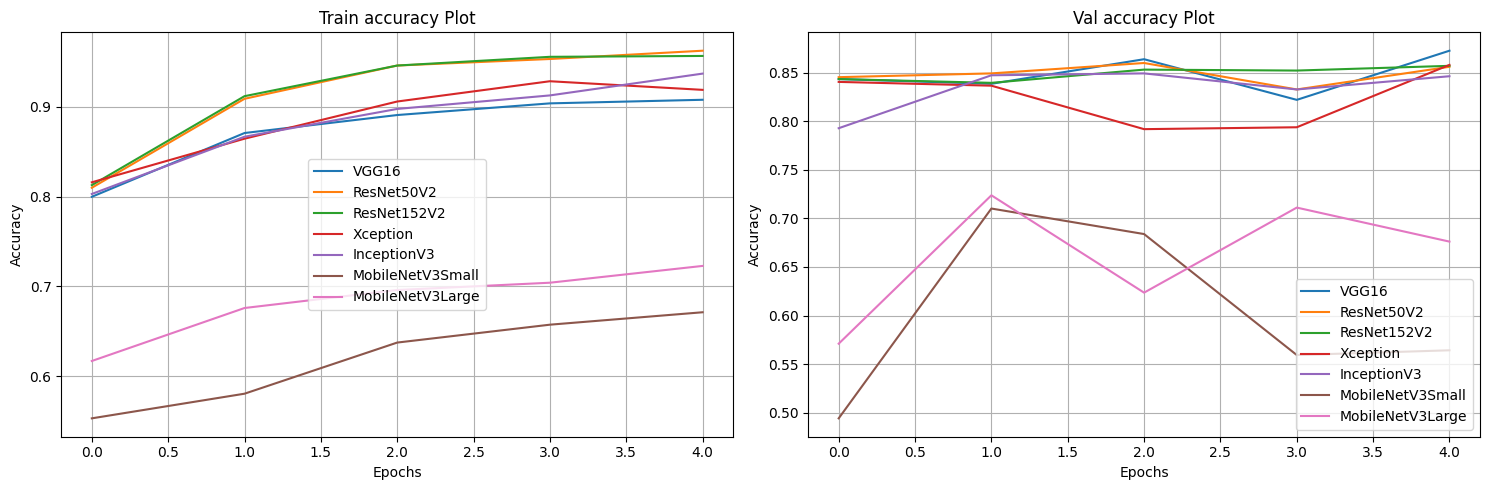 Train accuracy Plot
Accuracy
0.9
0.8
0.7
0.6
VGG16
ResNet50V2
ResNet152V2
Xception
InceptionV3
MobileNetV3Small
MobileNetV3Large
0.0 0.5 1.0 1.5 2.0 2.5 3.0 3.5 4.0
Epochs
Val accuracy Plot
Accuracy
0.85
0.80
0.75
0.70
0.65
0.60
0.55
0.50
VGG16
ResNet50V2
ResNet152V2
Xception
InceptionV3
MobileNetV3Small
MobileNetV3Large
0.0 0.5 1.0 1.5 2.0 2.5 3.0 3.5 4.0
Epochs